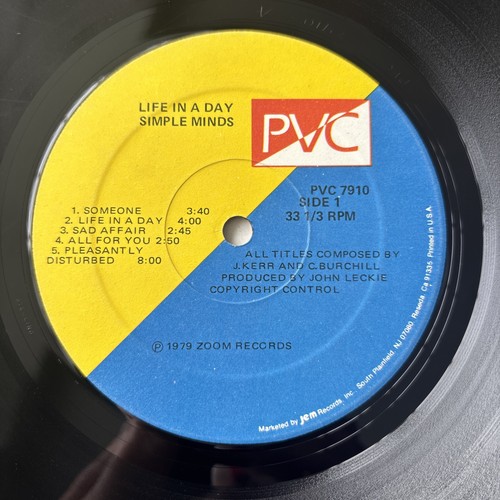 LIFE IN A DAY
SIMPLE MINDS
PVC
PVC 7910
SIDE 1
33 1/3 RPM
1. SOMEONE 3:40
2. LIFE IN A DAY 4:00
3. SAD AFFAIR 2:45
4. ALL FOR YOU 2:50
5. PLEASANTLY
DISTURBED 8:00
ALL TITLES COMPOSED BY
J.KERR AND C.BURCHILL
PRODUCED BY JOHN LECKIE
COPYRIGHT CONTROL
℗ 1979 ZOOM RECORDS
Marketed by jem Records, Inc. South Plainfield, NJ 07080 Reseda, Ca 91335 Printed in U.S.A.